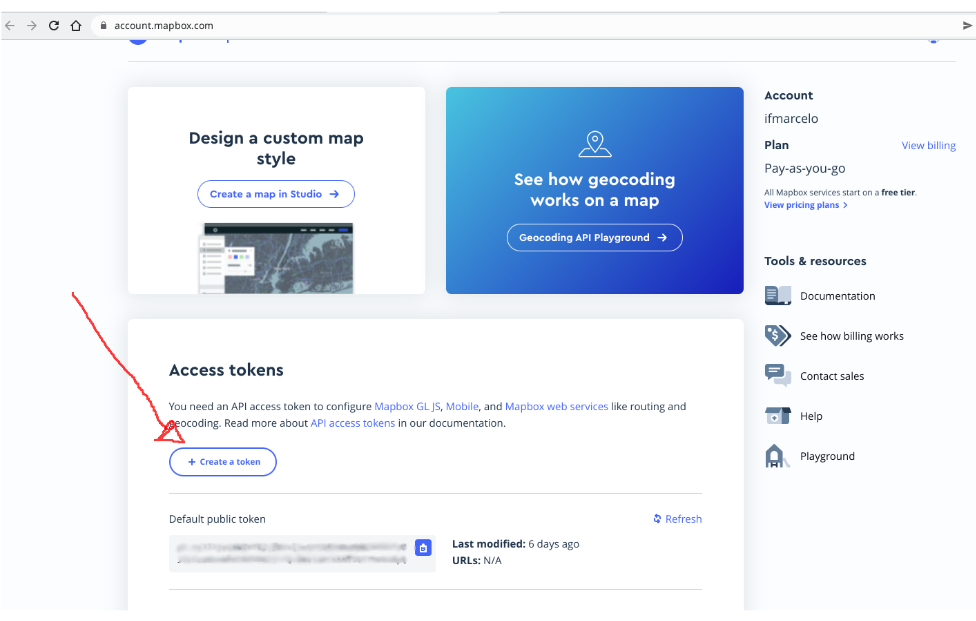 account.mapbox.com
Design a custom map
style
Create a map in Studio →
See how geocoding
works on a map
Geocoding API Playground →
Account
ifmarcelo
Plan
View billing
Pay-as-you-go
All Mapbox services start on a free tier.
View pricing plans >
Tools & resources
Documentation
See how billing works
Contact sales
Help
Playground
Access tokens
You need an API access token to configure Mapbox GL JS, Mobile, and Mapbox web services like routing and
geocoding. Read more about API access tokens in our documentation.
+ Create a token
Default public token
Refresh
Last modified: 6 days ago
URLs: N/A